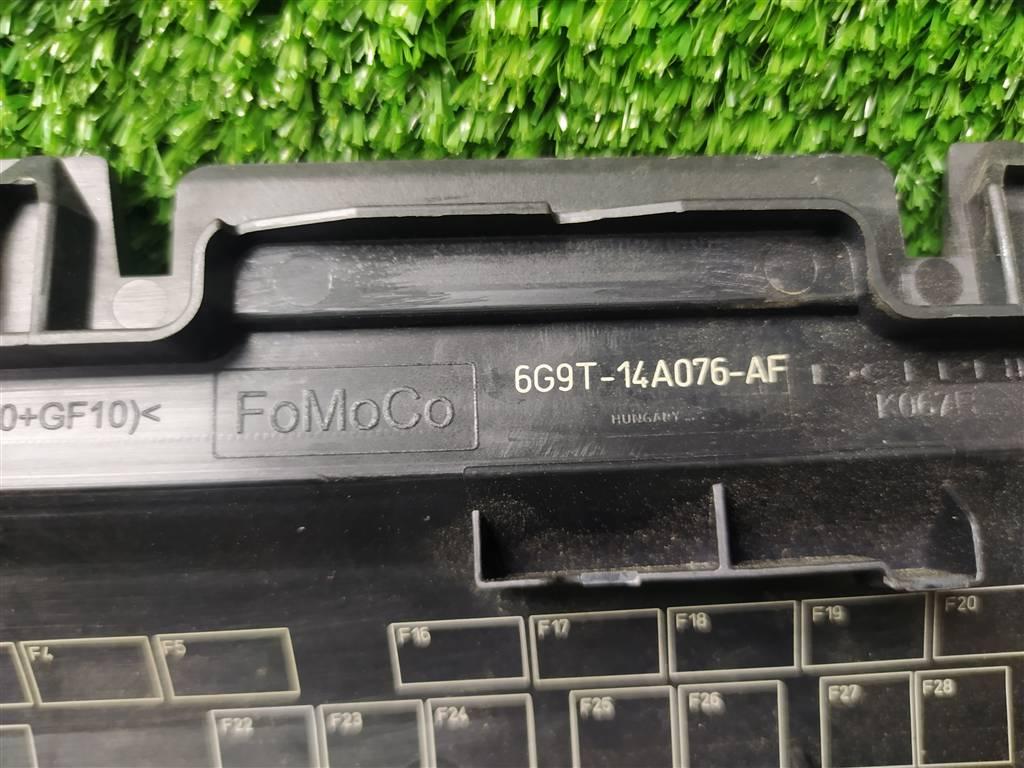 0+GF10)<
FoMoCo
6G9T-14A076-AF
HUNGARY
F4
F5
F16
F17
F18
F19
F20
F22
F23
F24
F25
F26
F27
F28